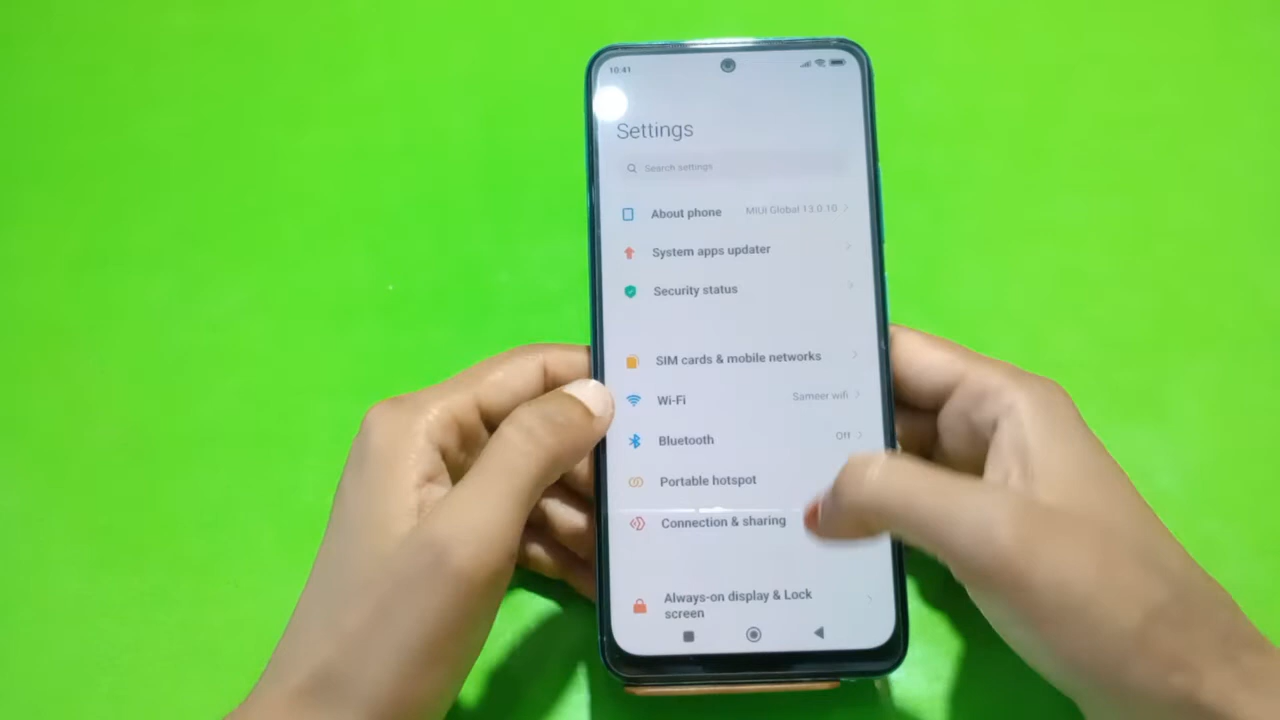 10:41
Settings
Search settings
About phone MIUI Global 13.0.10
System apps updater
Security status
SIM cards & mobile networks
Wi-Fi Sameer wifi
Bluetooth Off
Portable hotspot
Connection & sharing
Always-on display & Lock
screen